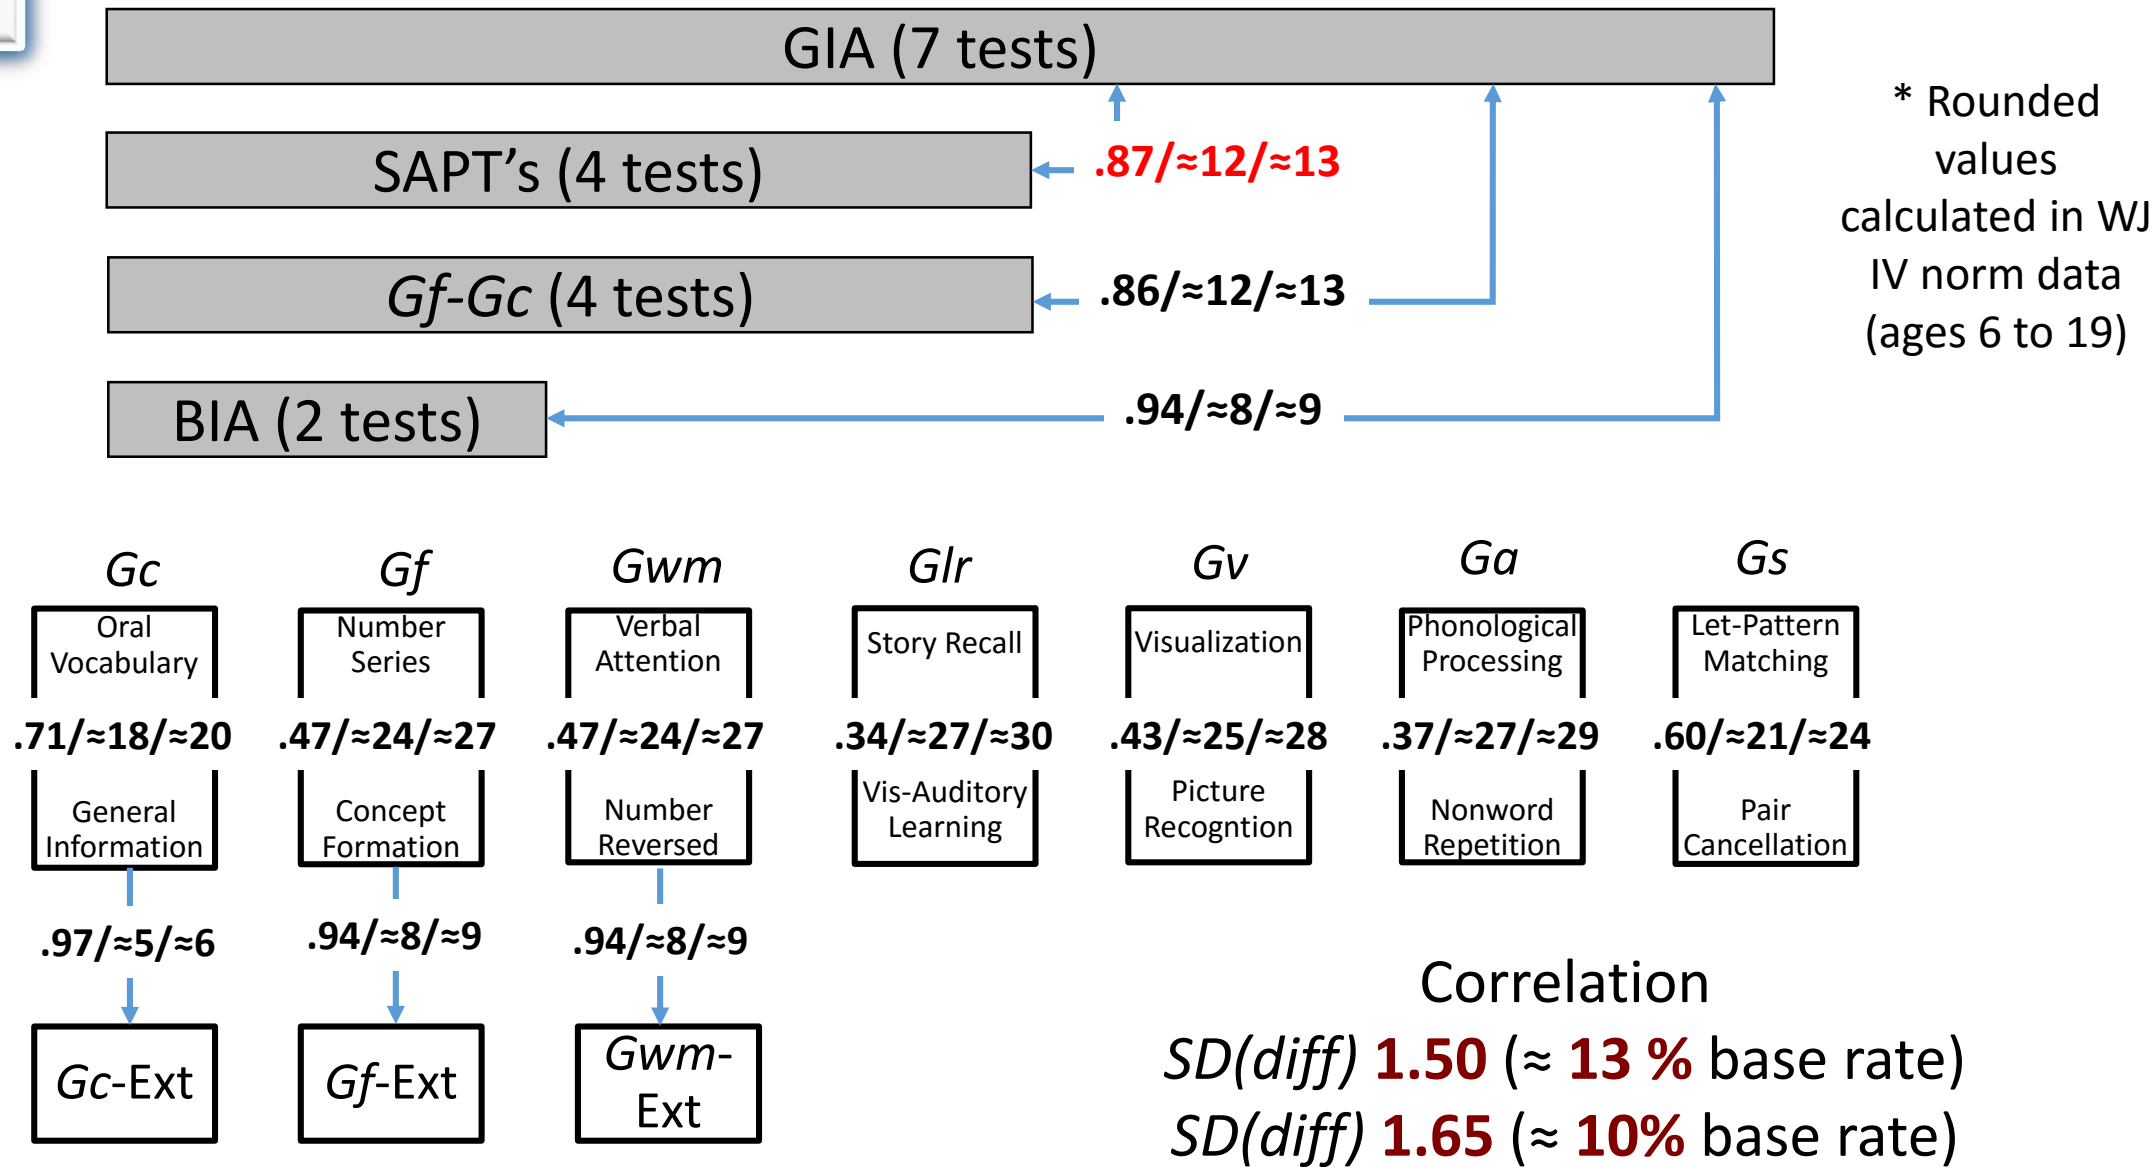 GIA (7 tests)
SAPT’s (4 tests)
.87/≈12/≈13
Gf-Gc (4 tests)
.86/≈12/≈13
BIA (2 tests)
.94/≈8/≈9
* Rounded
values
calculated in WJ
IV norm data
(ages 6 to 19)
Gc
Gf
Gwm
Glr
Gv
Ga
Gs
Oral
Vocabulary
Number
Series
Verbal
Attention
Story Recall
Visualization
Phonological
Processing
Let-Pattern
Matching
.71/≈18/≈20
.47/≈24/≈27
.47/≈24/≈27
.34/≈27/≈30
.43/≈25/≈28
.37/≈27/≈29
.60/≈21/≈24
General
Information
Concept
Formation
Number
Reversed
Vis-Auditory
Learning
Picture
Recogntion
Nonword
Repetition
Pair
Cancellation
.97/≈5/≈6
.94/≈8/≈9
.94/≈8/≈9
Gc-Ext
Gf-Ext
Gwm-
Ext
Correlation
SD(diff) 1.50 (≈ 13 % base rate)
SD(diff) 1.65 (≈ 10% base rate)